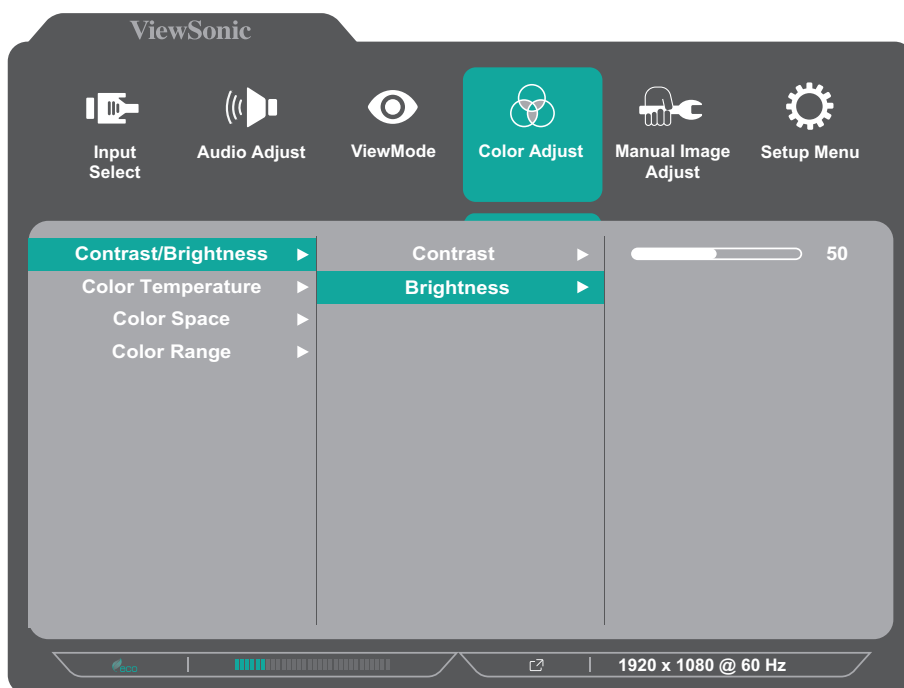 ViewSonic
Input Select
Audio Adjust
ViewMode
Color Adjust
Manual Image Adjust
Setup Menu
Contrast/Brightness
Color Temperature
Color Space
Color Range
Contrast
Brightness
50
eco
1920 x 1080 @ 60 Hz